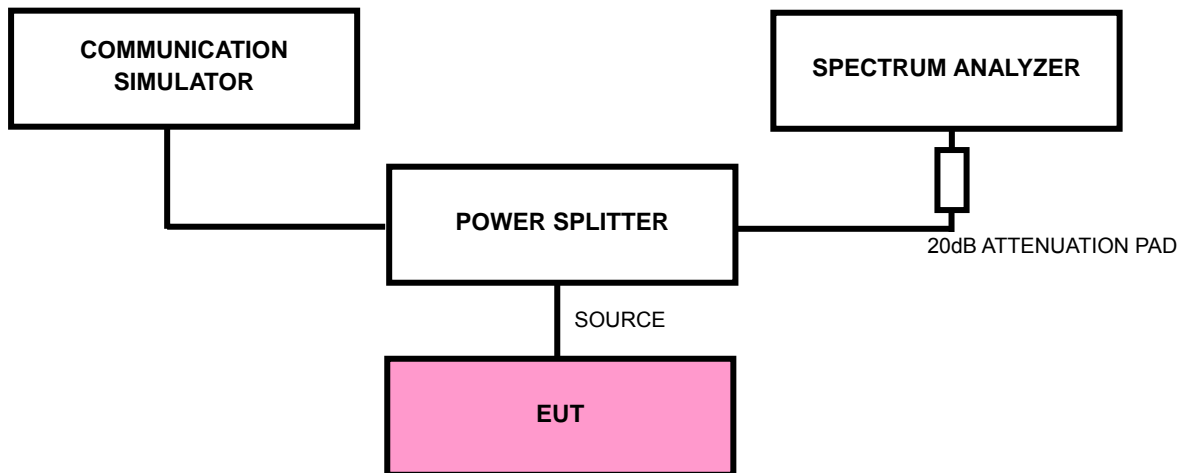 COMMUNICATION
SIMULATOR
SPECTRUM ANALYZER
POWER SPLITTER
20dB ATTENUATION PAD
SOURCE
EUT